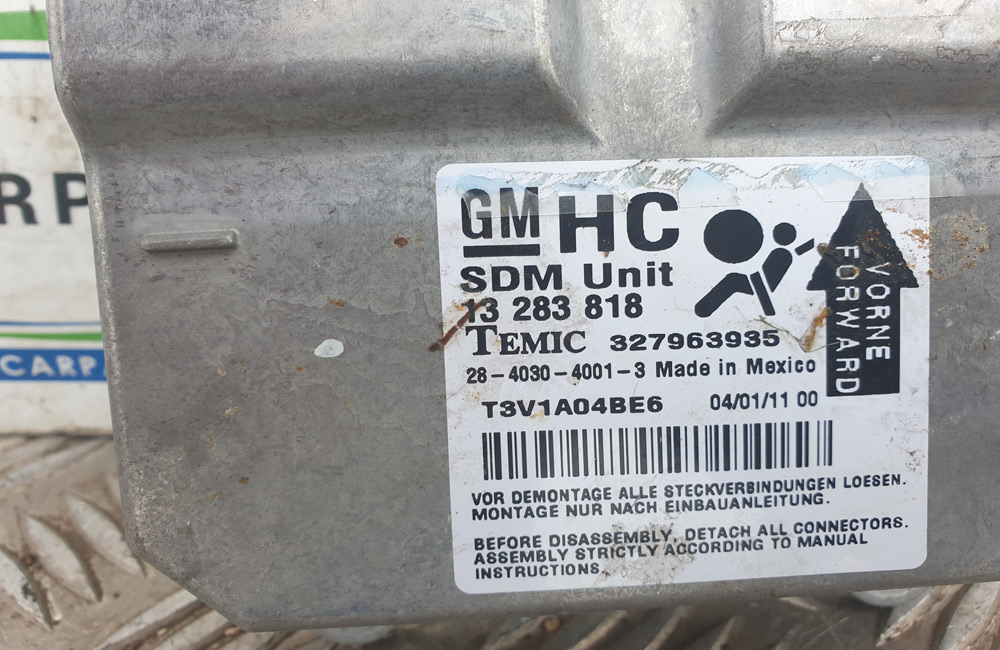 RP
CARPA
GM HC
SDM Unit
13 283 818
TEMIC 327963935
28-4030-4001-3 Made in Mexico
T3V1A04BE6 04/01/11 00
VORNE
FORWARD
VOR DEMONTAGE ALLE STECKVERBINDUNGEN LOESEN.
MONTAGE NUR NACH EINBAUANLEITUNG.
BEFORE DISASSEMBLY DETACH ALL CONNECTORS.
ASSEMBLY STRICTLY ACCORDING TO MANUAL
INSTRUCTIONS.